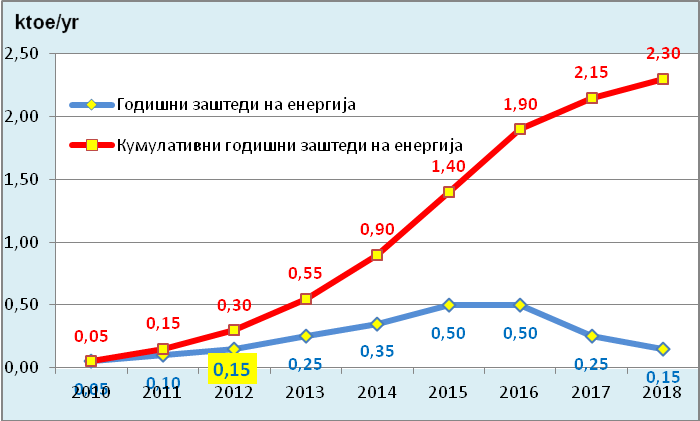 ktoe/yr
2,50
2,00
1,50
1,00
0,50
0,00
Годишни заштеди на енергија
Кумулативни годишни заштеди на енергија
0,05 0,15 0,30 0,55 0,90 1,40 1,90 2,15 2,30
0,05 0,10 0,15 0,25 0,35 0,50 0,50 0,25 0,15
2010 2011 2012 2013 2014 2015 2016 2017 2018